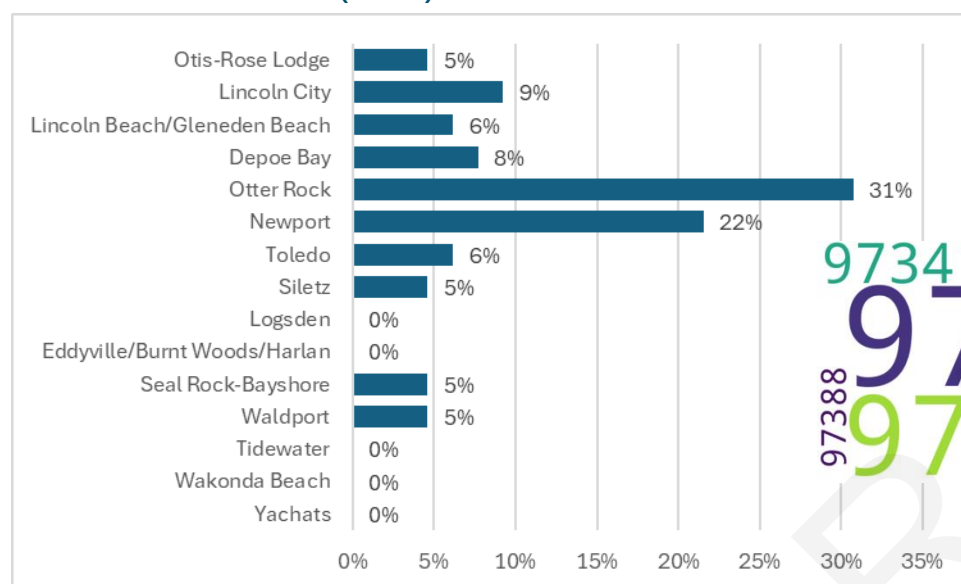 Otis-Rose Lodge 5%
Lincoln City 9%
Lincoln Beach/Gleneden Beach 6%
Depoe Bay 8%
Otter Rock 31%
Newport 22%
Toledo 6%
Siletz 5%
Logsden 0%
Eddyville/Burnt Woods/Harlan 0%
Seal Rock-Bayshore 5%
Waldport 5%
Tidewater 0%
Wakonda Beach 0%
Yachats 0%
0% 5% 10% 15% 20% 25% 30% 35%
9734
97
97388
97